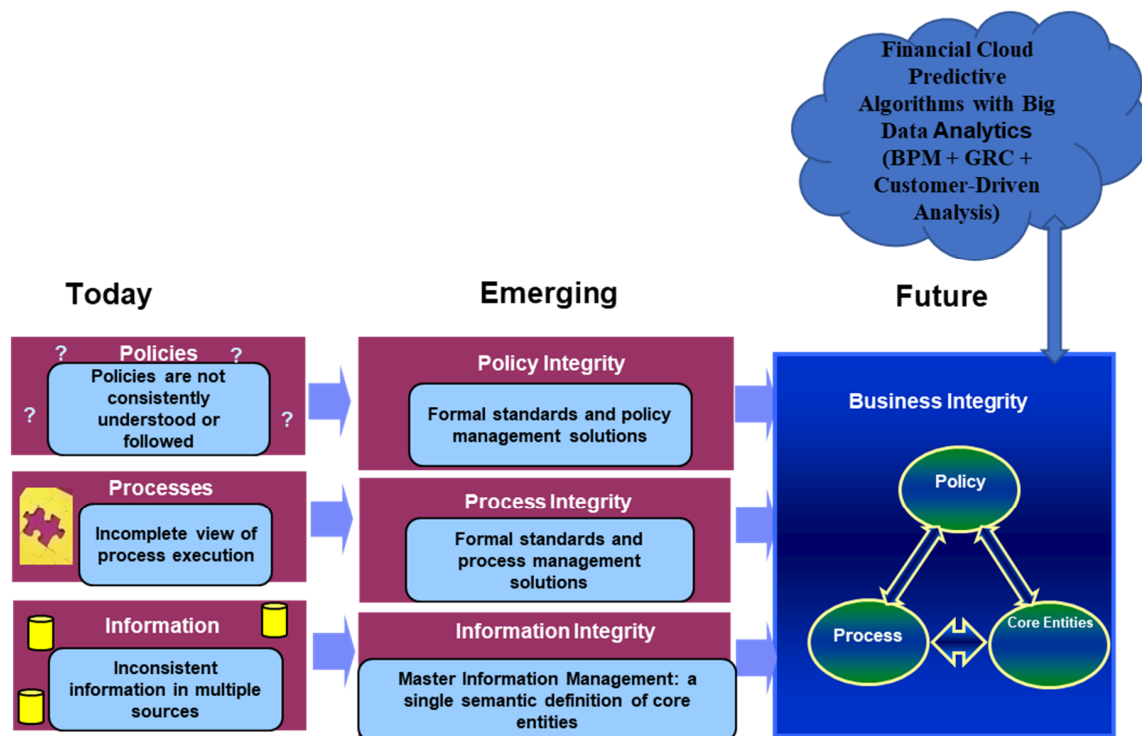 Financial Cloud
Predictive
Algorithms with Big
Data Analytics
(BPM + GRC +
Customer-Driven
Analysis)
Today
Emerging
Future
? Policies ?
Policies are not
consistently
understood or
followed
?
?
Policy Integrity
Formal standards and policy
management solutions
Processes
Incomplete view of
process execution
Process Integrity
Formal standards and
process management
solutions
Information
Inconsistent
information in multiple
sources
Information Integrity
Master Information Management: a
single semantic definition of core
entities
Business Integrity
Policy
Process
Core Entities